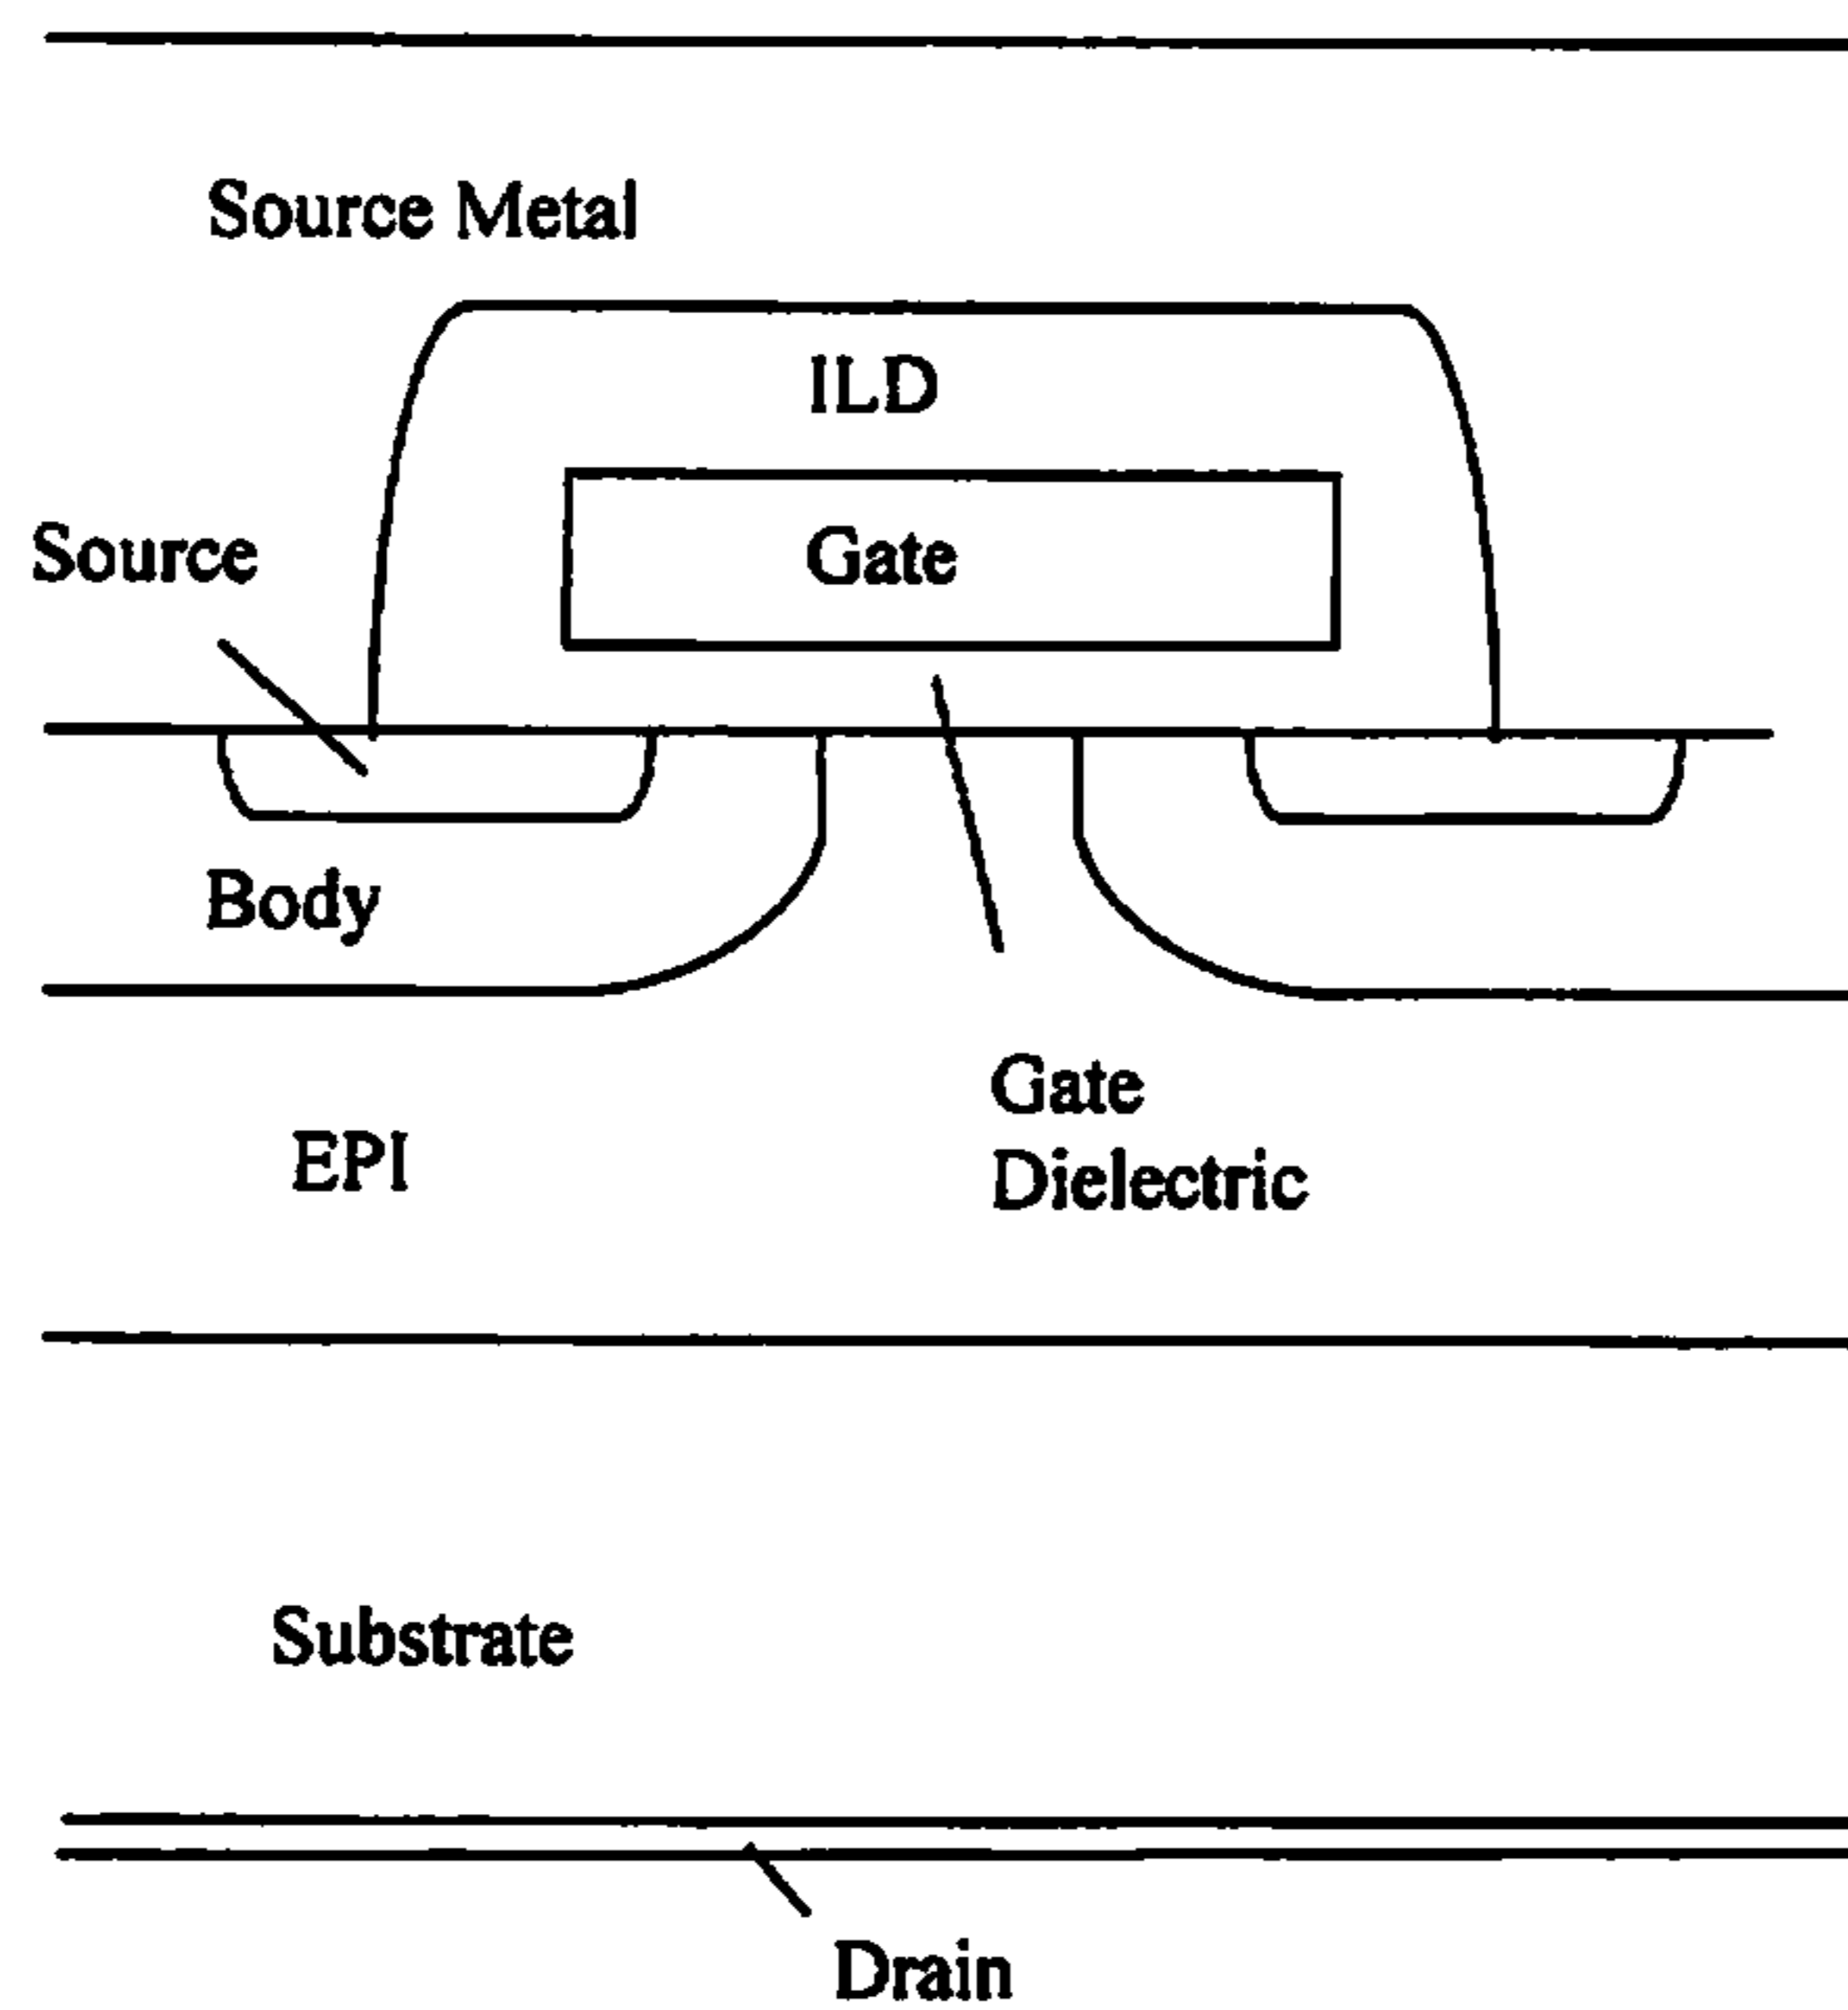 Source Metal
ILD
Gate
Source
Body
Gate
Dielectric
EPI
Substrate
Drain